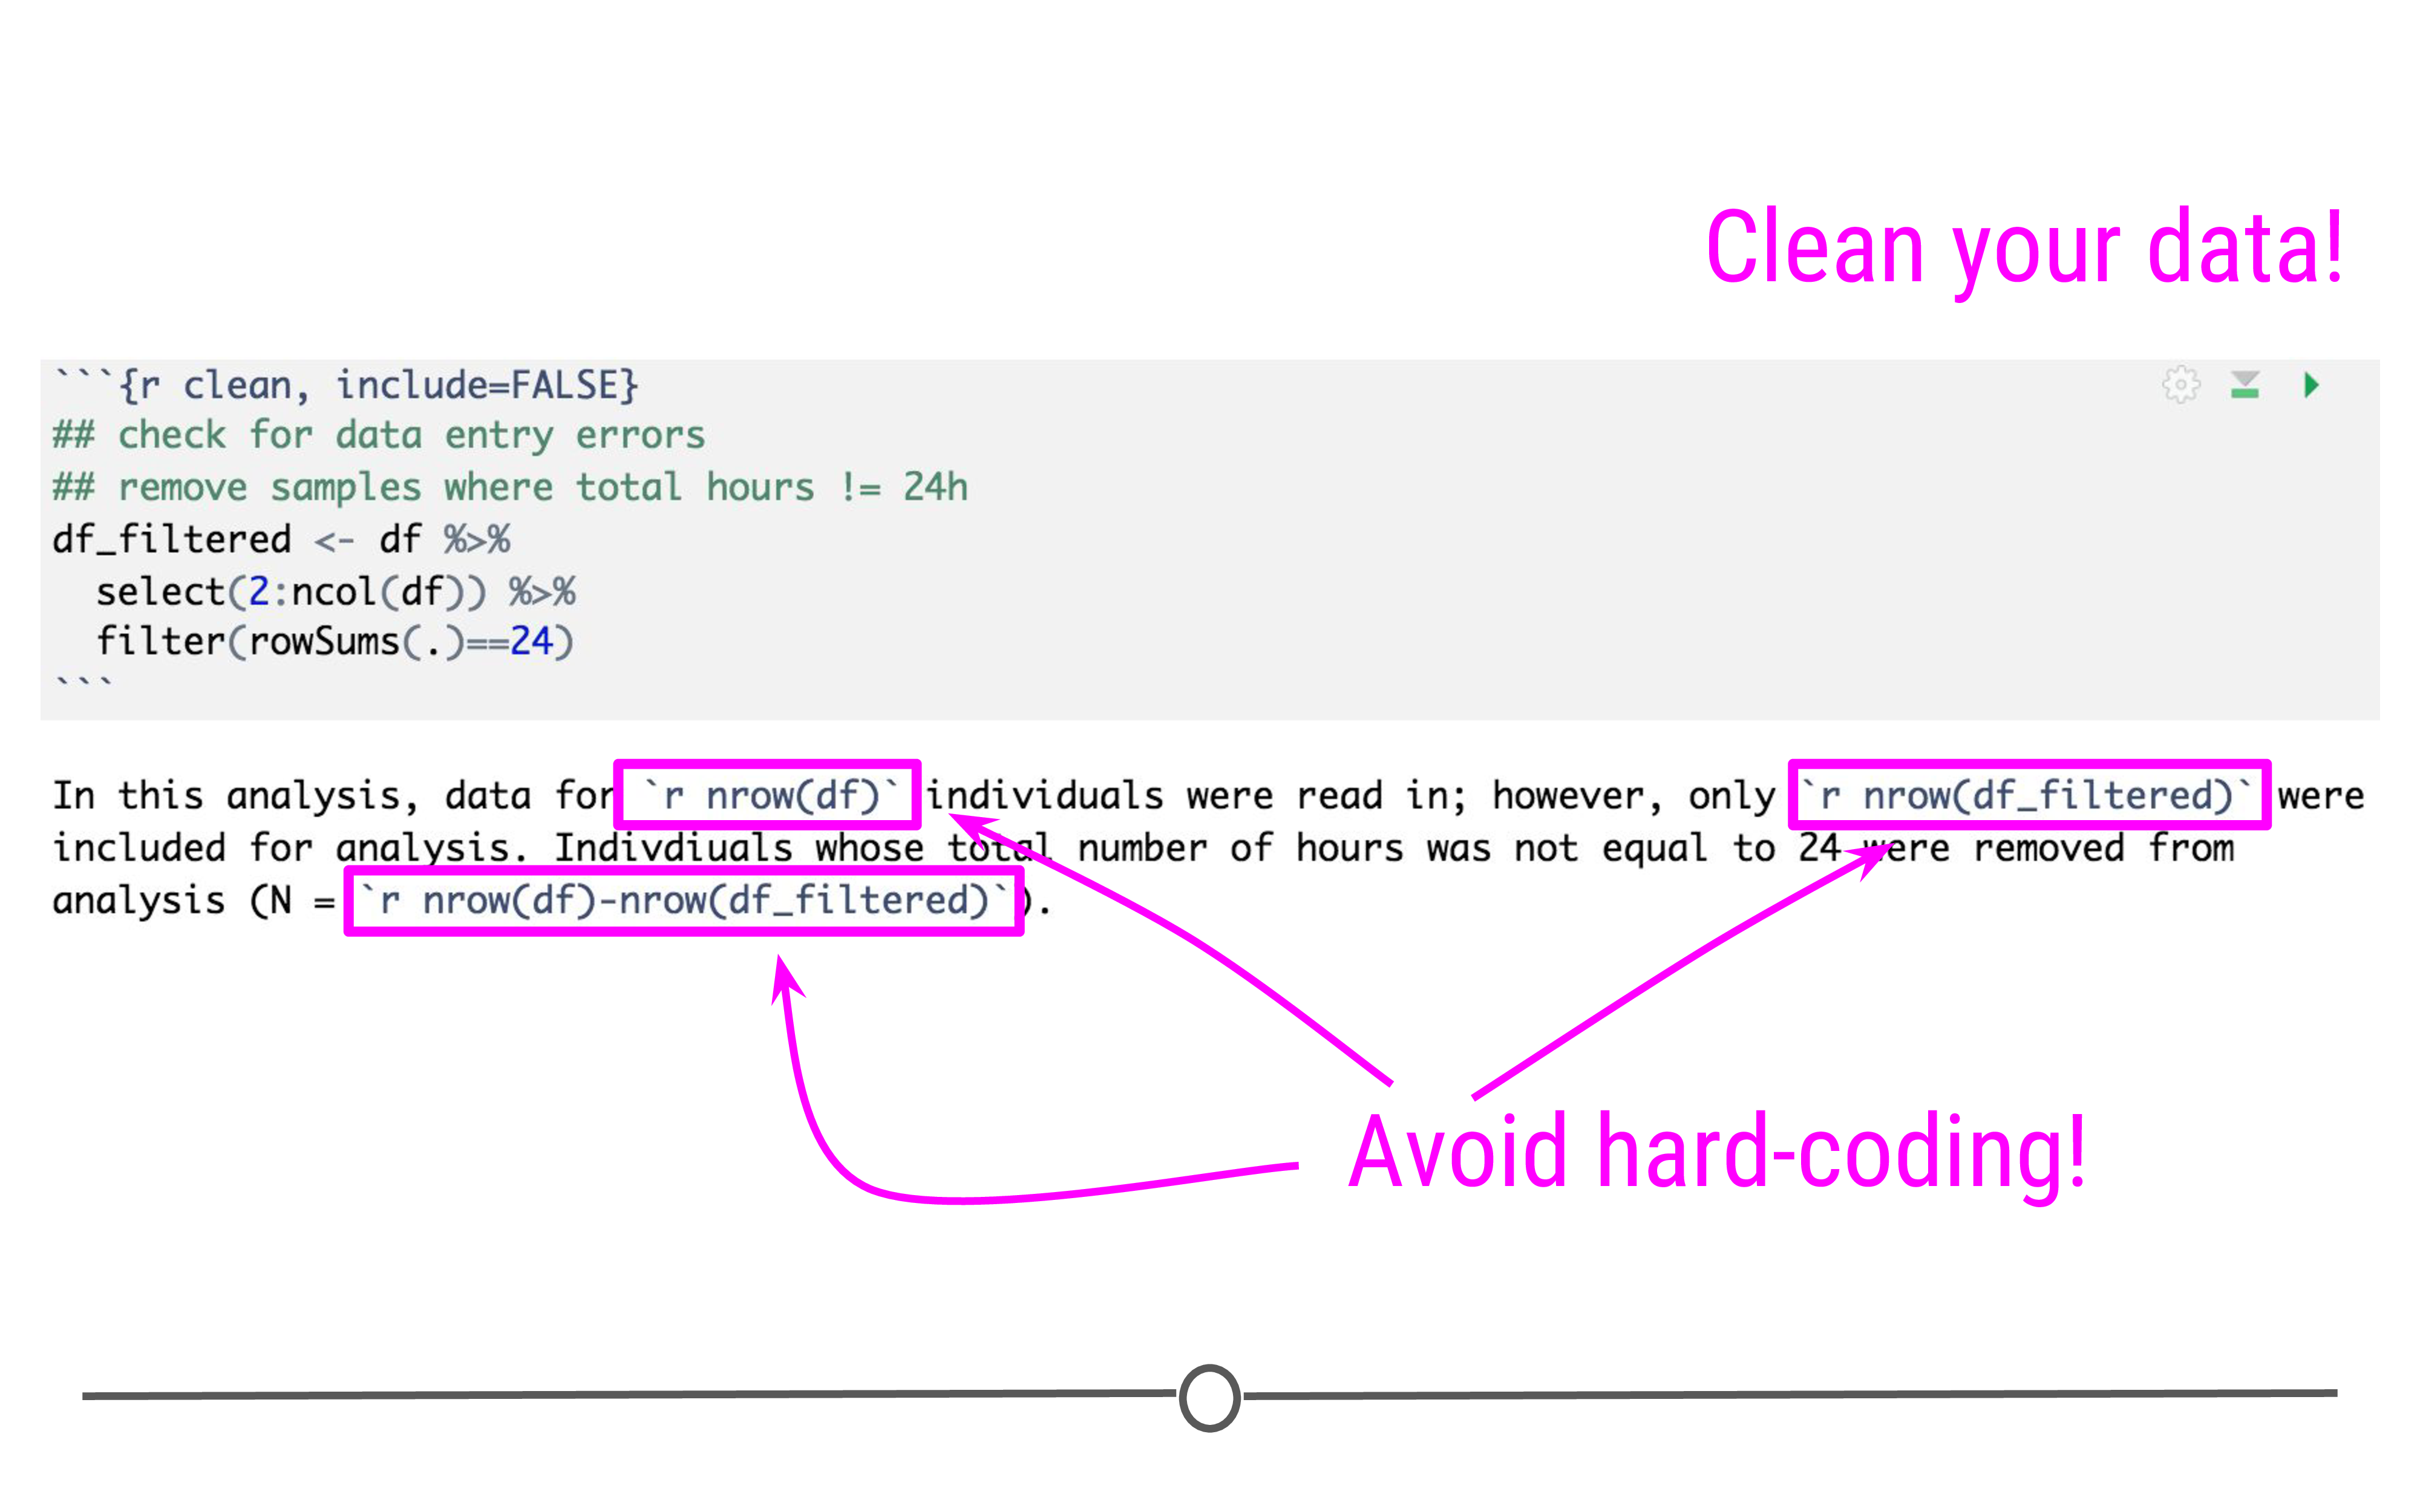 Clean your data!
```{r clean, include=FALSE}
## check for data entry errors
## remove samples where total hours != 24h
df_filtered <- df %>%
  select(2:ncol(df)) %>%
  filter(rowSums(.)==24)
```
In this analysis, data for `r nrow(df)` individuals were read in; however, only `r nrow(df_filtered)` were
included for analysis. Indivdiuals whose total number of hours was not equal to 24 were removed from
analysis (N = `r nrow(df)-nrow(df_filtered)`).
Avoid hard-coding!